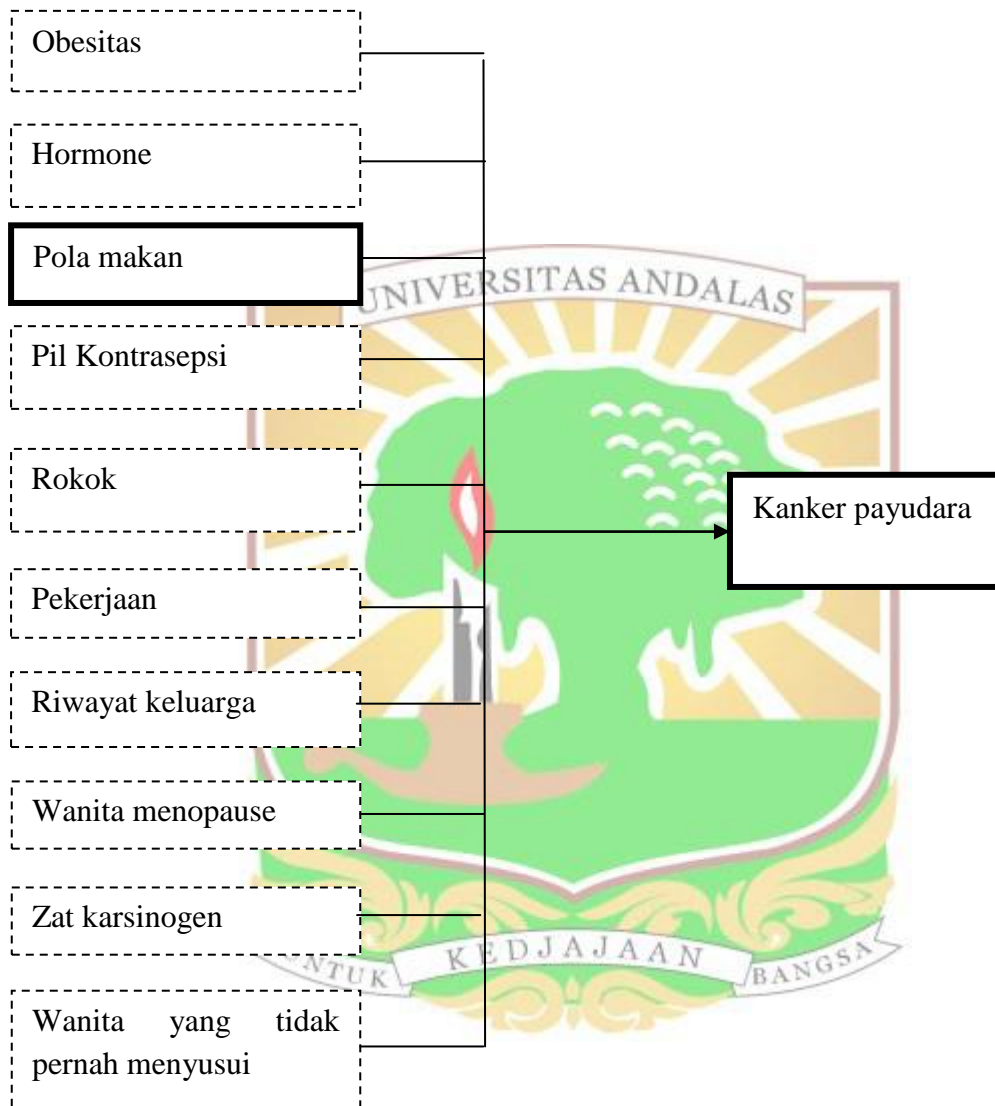 Obesitas
Hormone
Pola makan
UNIVERSITAS ANDALAS
Pil Kontrasepsi
Rokok
Kanker payudara
Pekerjaan
Riwayat keluarga
Wanita menopause
Zat karsinogen
UNTUK KEDJAJAAN BANGSA
Wanita yang tidak
pernah menyusui